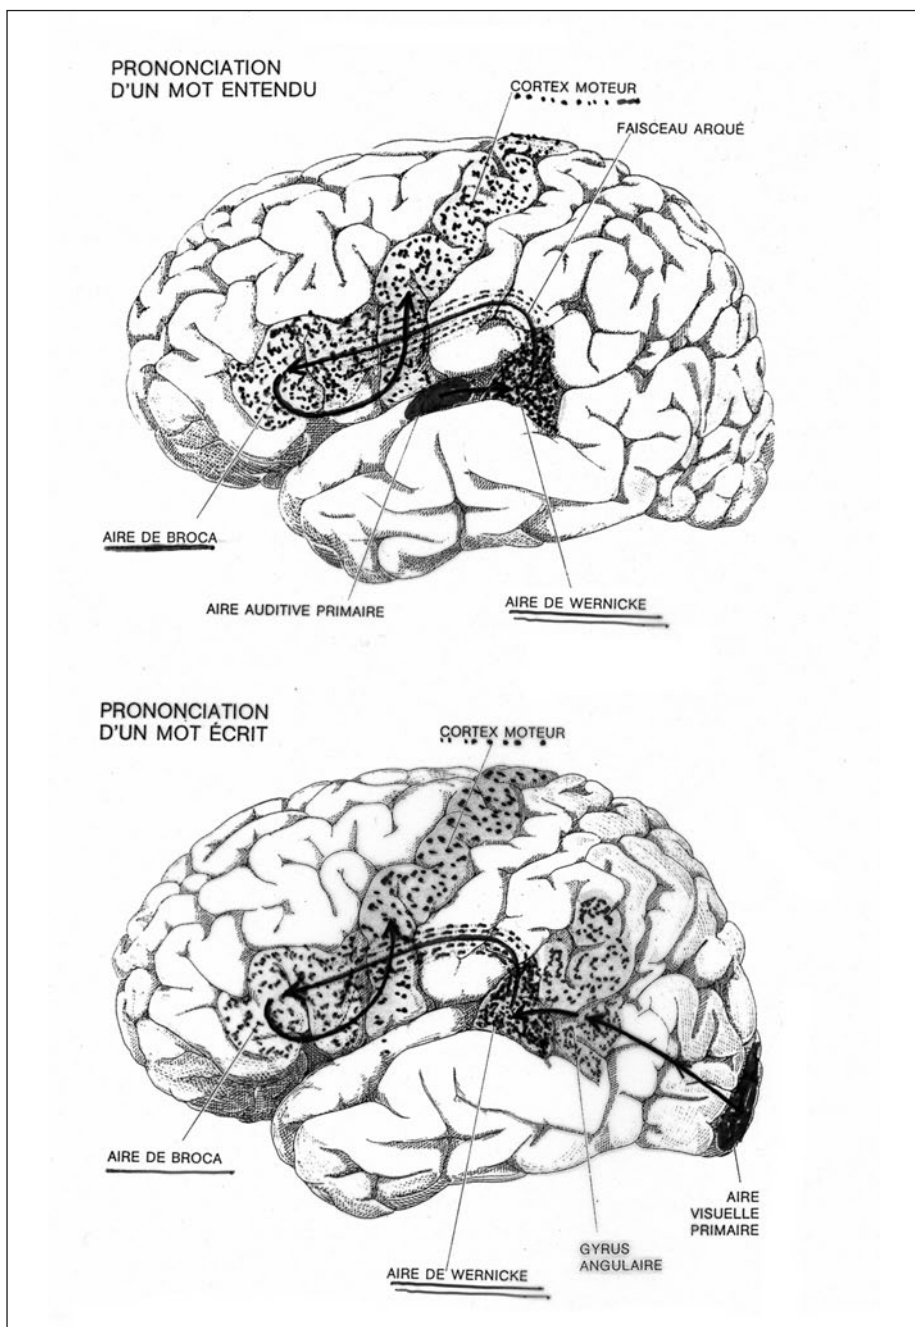 PRONONCIATION
D'UN MOT ENTENDU
CORTEX MOTEUR
FAISCEAU ARQUÉ
AIRE DE BROCA
AIRE AUDITIVE PRIMAIRE
AIRE DE WERNICKE
PRONONCIATION
D'UN MOT ÉCRIT
CORTEX MOTEUR
AIRE DE BROCA
AIRE
VISUELLE
PRIMAIRE
GYRUS
ANGULAIRE
AIRE DE WERNICKE